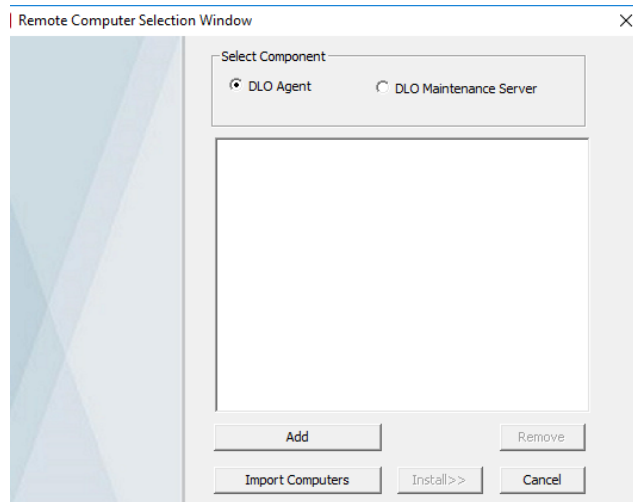 Remote Computer Selection Window
Select Component
DLO Agent
DLO Maintenance Server
Add
Remove
Import Computers
Install>>
Cancel